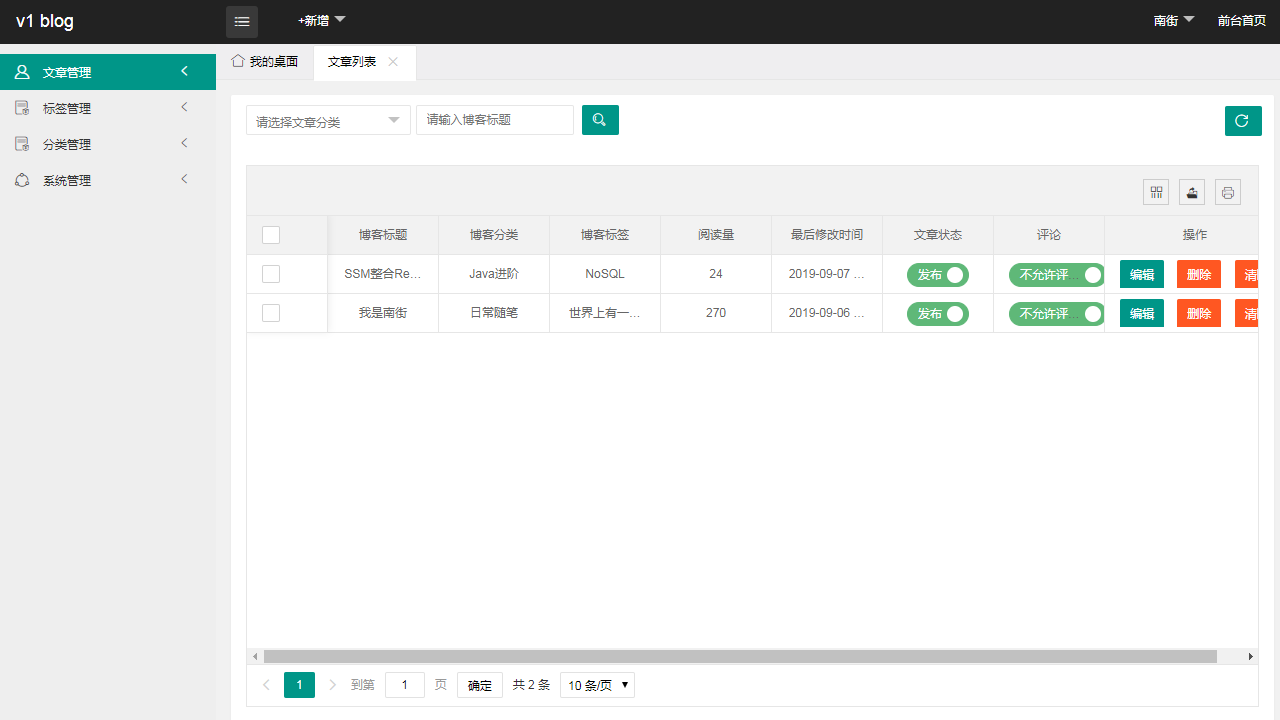 v1 blog
+新增
南街
前台首页
文章管理
标签管理
分类管理
系统管理
我的桌面
文章列表
请选择文章分类
请输入博客标题
博客标题 博客分类 博客标签 阅读量 最后修改时间 文章状态 评论 操作
SSM整合Re... Java进阶 NoSQL 24 2019-09-07 ... 发布 不允许评... 编辑 删除 清
我是南街 日常随笔 世界上有一... 270 2019-09-06 ... 发布 不允许评... 编辑 删除 清
1 到第 1 页 确定 共 2 条 10 条/页